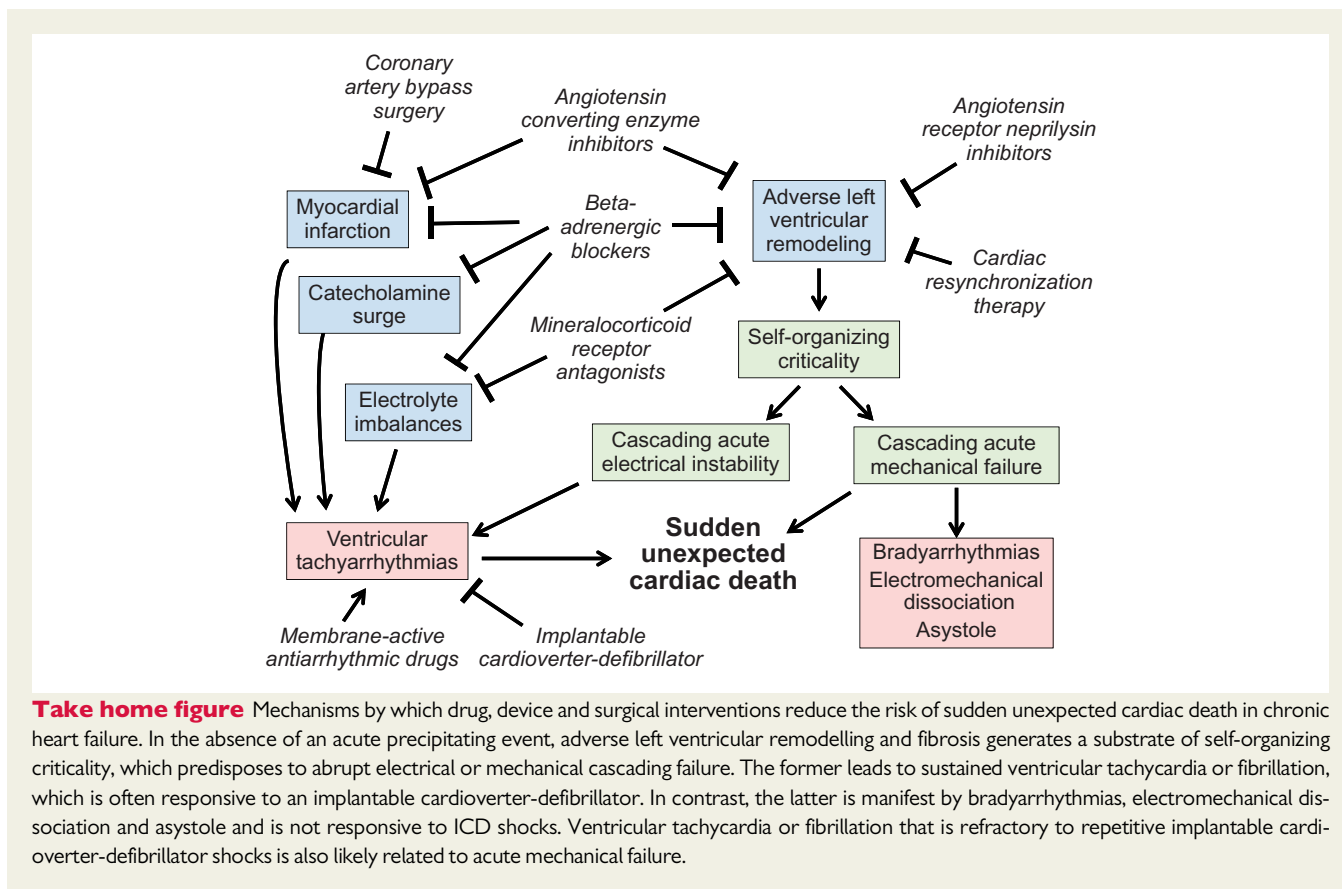 Coronary
artery bypass
surgery
Angiotensin
converting enzyme
inhibitors
Angiotensin
receptor neprilysin
inhibitors
Myocardial
infarction
Beta-
adrenergic
blockers
Adverse left
ventricular
remodeling
Cardiac
resynchronization
therapy
Catecholamine
surge
Mineralocorticoid
receptor
antagonists
Self-organizing
criticality
Electrolyte
imbalances
Cascading acute
electrical instability
Cascading acute
mechanical failure
Ventricular
tachyarrhythmias
Sudden
unexpected
cardiac death
Bradyarrhythmias
Electromechanical
dissociation
Asystole
Membrane-active
antiarrhythmic drugs
Implantable
cardioverter-defibrillator
Take home figure Mechanisms by which drug, device and surgical interventions reduce the risk of sudden unexpected cardiac death in chronic
heart failure. In the absence of an acute precipitating event, adverse left ventricular remodelling and fibrosis generates a substrate of self-organizing
criticality, which predisposes to abrupt electrical or mechanical cascading failure. The former leads to sustained ventricular tachycardia or fibrillation,
which is often responsive to an implantable cardioverter-defibrillator. In contrast, the latter is manifest by bradyarrhythmias, electromechanical dis-
sociation and asystole and is not responsive to ICD shocks. Ventricular tachycardia or fibrillation that is refractory to repetitive implantable cardi-
overter-defibrillator shocks is also likely related to acute mechanical failure.